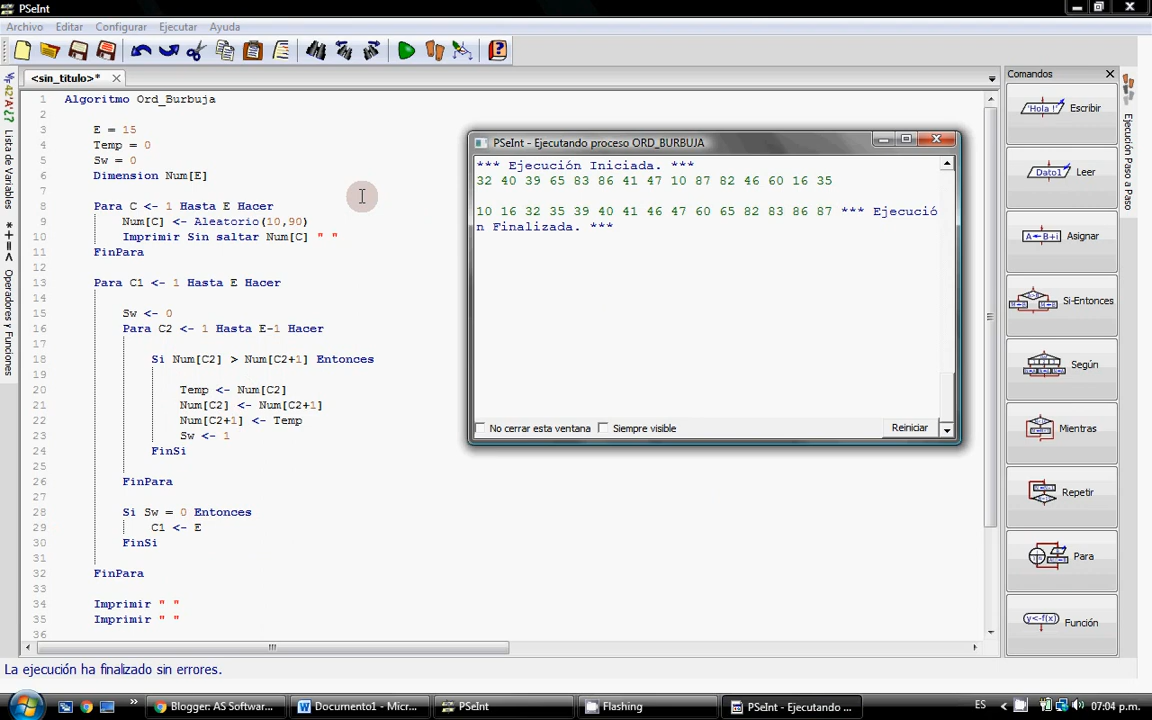 PSeInt
Archivo Editar Configurar Ejecutar Ayuda
<sin_titulo>*
Lista de Variables
Operadores y Funciones
1 Algoritmo Ord_Burbuja
2
3 E = 15
4 Temp = 0
5 Sw = 0
6 Dimension Num[E]
7
8 Para C <- 1 Hasta E Hacer
9 Num[C] <- Aleatorio(10,90)
10 Imprimir Sin saltar Num[C] " "
11 FinPara
12
13 Para C1 <- 1 Hasta E Hacer
14
15 Sw <- 0
16 Para C2 <- 1 Hasta E-1 Hacer
17
18 Si Num[C2] > Num[C2+1] Entonces
19
20 Temp <- Num[C2]
21 Num[C2] <- Num[C2+1]
22 Num[C2+1] <- Temp
23 Sw <- 1
24 FinSi
25
26 FinPara
27
28 Si Sw = 0 Entonces
29 C1 <- E
30 FinSi
31
32 FinPara
33
34 Imprimir " "
35 Imprimir " "
36
PSeInt - Ejecutando proceso ORD_BURBUJA
*** Ejecución Iniciada. ***
32 40 39 65 83 86 41 47 10 87 82 46 60 16 35
10 16 32 35 39 40 41 46 47 60 65 82 83 86 87 *** Ejecució
n Finalizada. ***
No cerrar esta ventana Siempre visible Reiniciar
Comandos
'Hola !' Escribir
Dato1 Leer
A<-B+i Asignar
Si-Entonces
Según
Mientras
Repetir
Para
y<-f(x) Función
Ejecución Paso a Paso
La ejecución ha finalizado sin errores.
Blogger: AS Softwar... Documento1 - Micr... PSeInt Flashing PSeInt - Ejecutando ... ES 07:04 p.m.